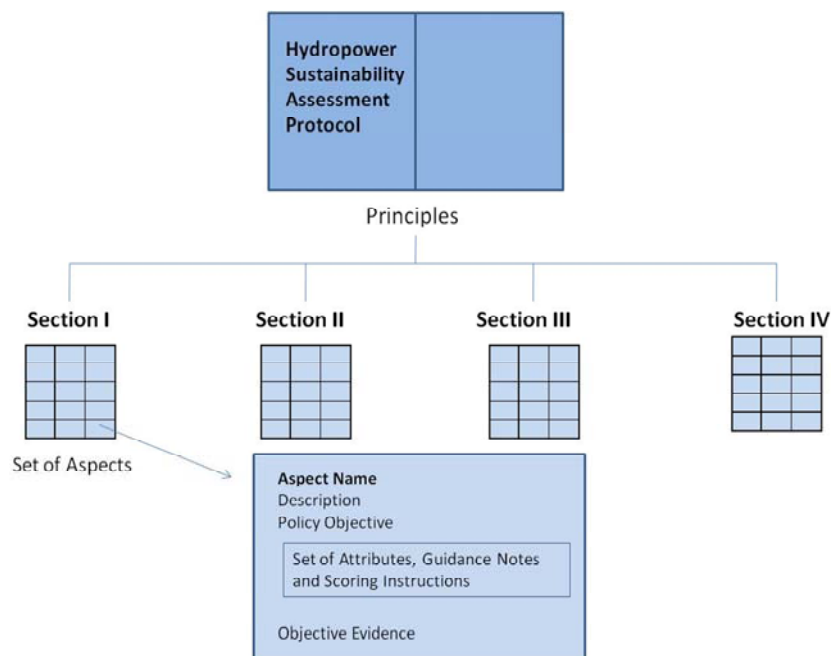 Hydropower
Sustainability
Assessment
Protocol
Principles
Section I
Section II
Section III
Section IV
Set of Aspects
Aspect Name
Description
Policy Objective
Set of Attributes, Guidance Notes
and Scoring Instructions
Objective Evidence